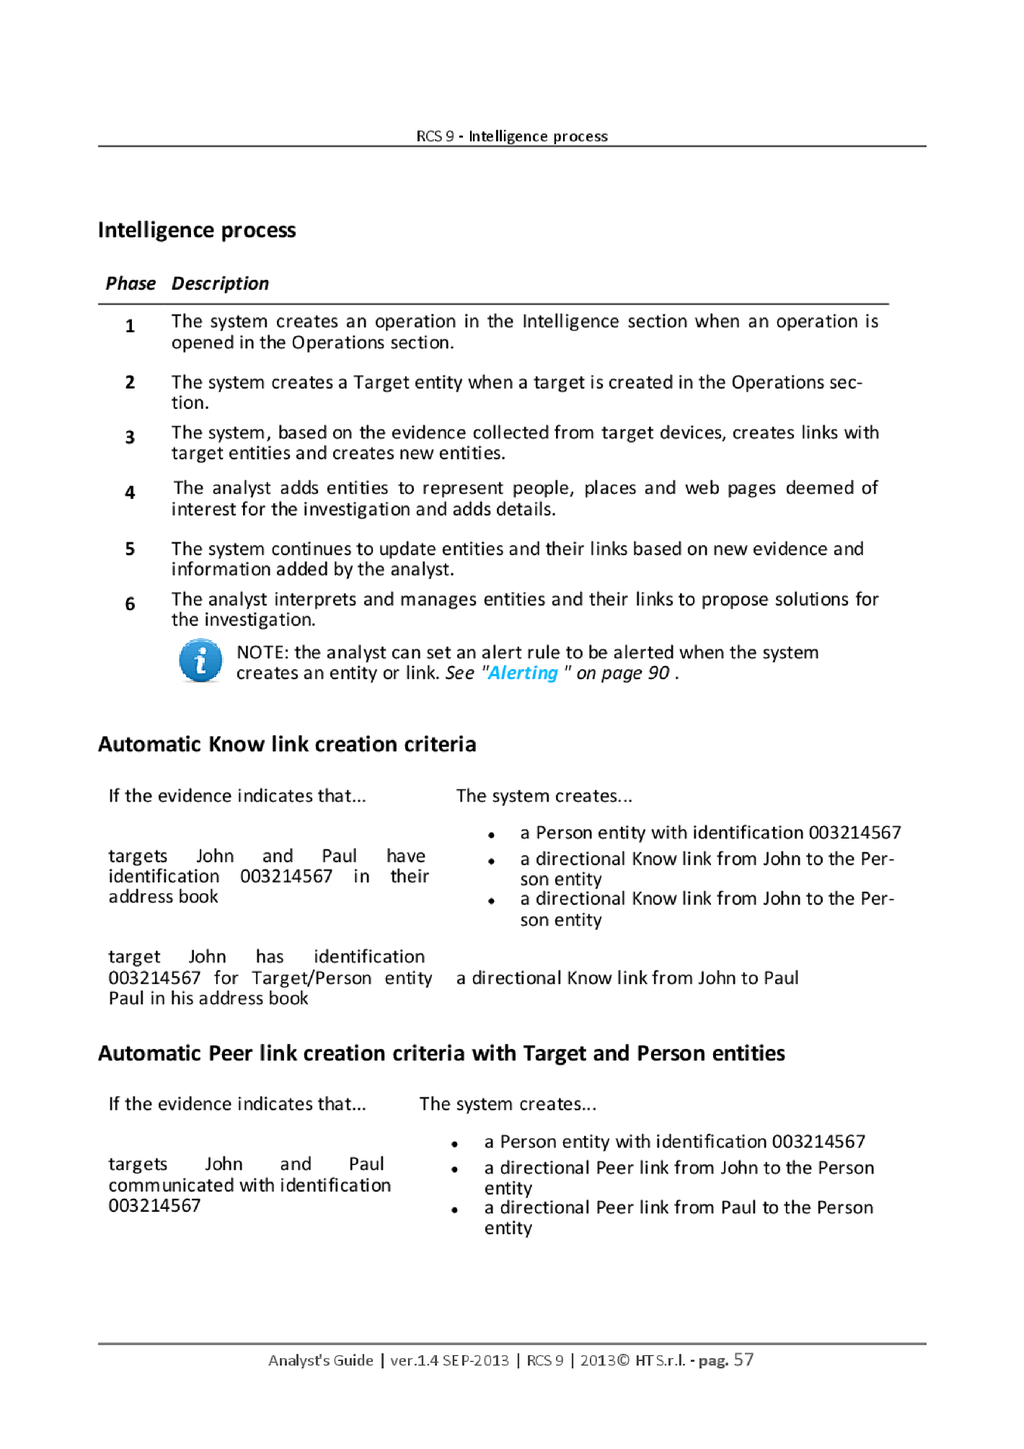 RCS 9 - Intelligence process
Intelligence process
Phase Description
1 The system creates an operation in the Intelligence section when an operation is
opened in the Operations section.
2 The system creates a Target entity when a target is created in the Operations sec-
tion.
3 The system, based on the evidence collected from target devices, creates links with
target entities and creates new entities.
4 The analyst adds entities to represent people, places and web pages deemed of
interest for the investigation and adds details.
5 The system continues to update entities and their links based on new evidence and
information added by the analyst.
6 The analyst interprets and manages entities and their links to propose solutions for
the investigation.
NOTE: the analyst can set an alert rule to be alerted when the system
creates an entity or link. See "Alerting " on page 90 .
Automatic Know link creation criteria
If the evidence indicates that... The system creates...
targets John and Paul have
identification 003214567 in their
address book
• a Person entity with identification 003214567
• a directional Know link from John to the Per-
son entity
• a directional Know link from John to the Per-
son entity
target John has identification
003214567 for Target/Person entity
Paul in his address book
a directional Know link from John to Paul
Automatic Peer link creation criteria with Target and Person entities
If the evidence indicates that... The system creates...
targets John and Paul
communicated with identification
003214567
• a Person entity with identification 003214567
• a directional Peer link from John to the Person
entity
• a directional Peer link from Paul to the Person
entity
Analyst's Guide | ver.1.4 SEP-2013 | RCS 9 | 2013© HT S.r.l. - pag. 57